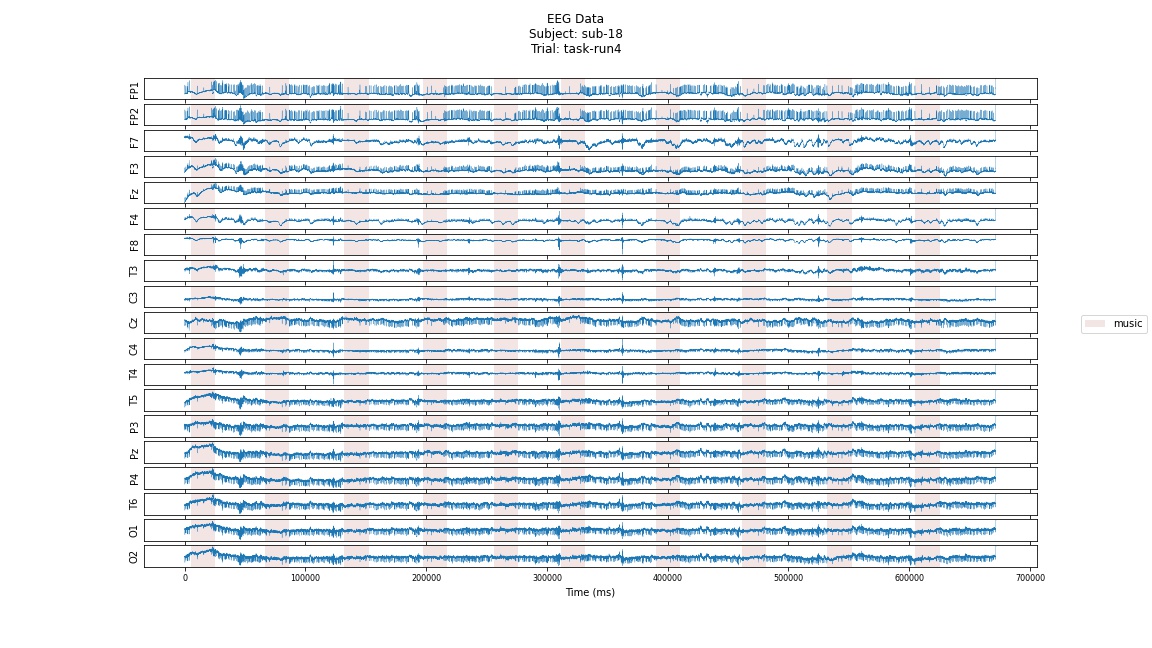 EEG Data
Subject: sub-18
Trial: task-run4
FP1
FP2
F7
F3
Fz
F4
F8
T3
C3
Cz
C4
T4
T5
P3
Pz
P4
T6
O1
O2
music
0 100000 200000 300000 400000 500000 600000 700000
Time (ms)